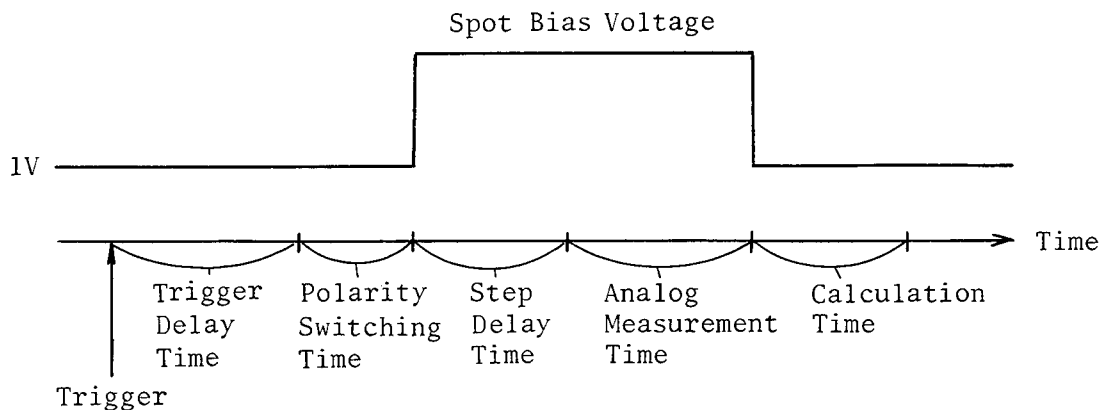 Spot Bias Voltage
1V
Time
Trigger
Delay
Time
Polarity
Switching
Time
Step
Delay
Time
Analog
Measurement
Time
Calculation
Time
Trigger